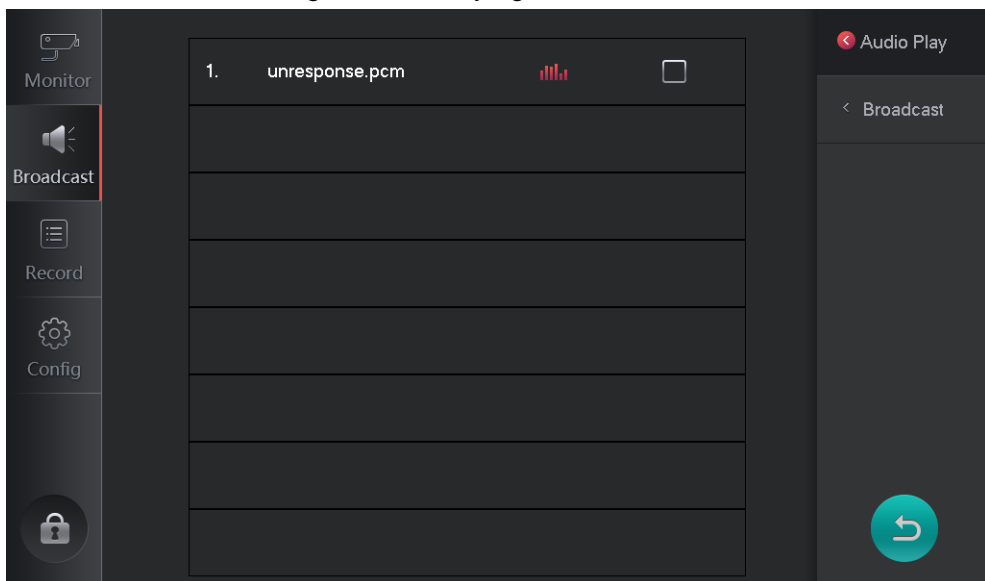 Monitor
Broadcast
Record
Config
1. unresponse.pcm
Audio Play
Broadcast